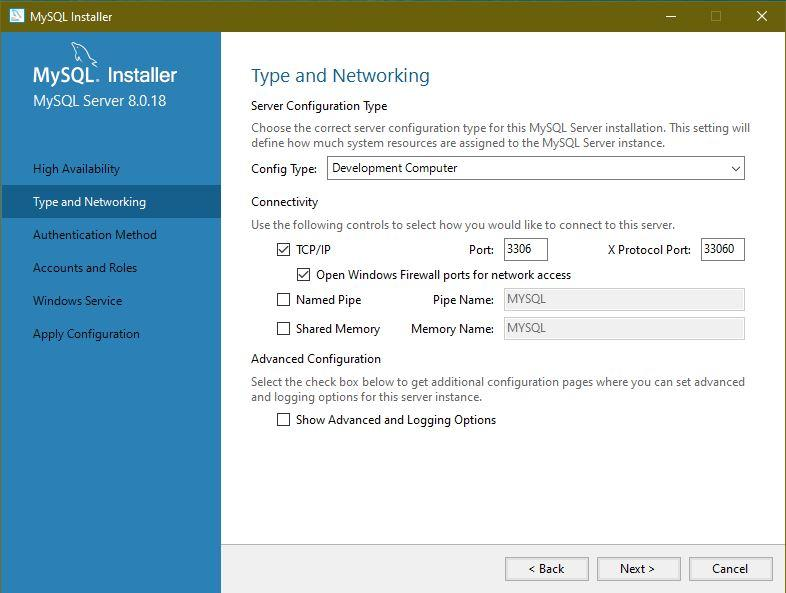 MySQL Installer
MySQL. Installer
MySQL Server 8.0.18
High Availability
Type and Networking
Authentication Method
Accounts and Roles
Windows Service
Apply Configuration
Type and Networking
Server Configuration Type
Choose the correct server configuration type for this MySQL Server installation. This setting will
define how much system resources are assigned to the MySQL Server instance.
Config Type: Development Computer
Connectivity
Use the following controls to select how you would like to connect to this server.
TCP/IP Port: 3306 X Protocol Port: 33060
Open Windows Firewall ports for network access
Named Pipe Pipe Name: MYSQL
Shared Memory Memory Name: MYSQL
Advanced Configuration
Select the check box below to get additional configuration pages where you can set advanced
and logging options for this server instance.
Show Advanced and Logging Options
< Back Next > Cancel